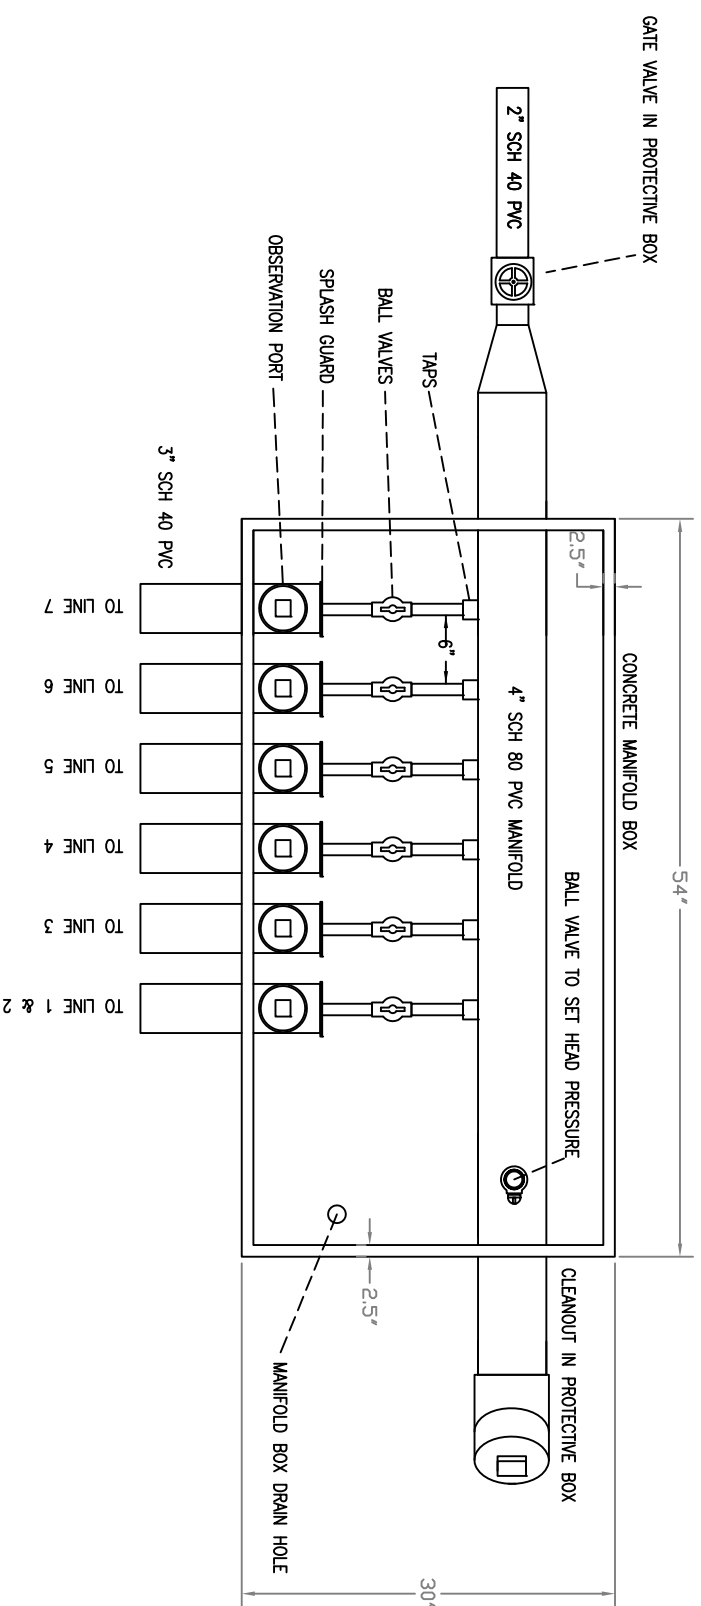 GATE VALVE IN PROTECTIVE BOX
2" SCH 40 PVC
OBSERVATION PORT
SPLASH GUARD
BALL VALVES
TAPS
3" SCH 40 PVC
54"
2.5"
CONCRETE MANIFOLD BOX
4" SCH 80 PVC MANIFOLD
6"
BALL VALVE TO SET HEAD PRESSURE
TO LINE 7
TO LINE 6
TO LINE 5
TO LINE 4
TO LINE 3
TO LINE 1 & 2
2.5"
CLEANOUT IN PROTECTIVE BOX
MANIFOLD BOX DRAIN HOLE
30"